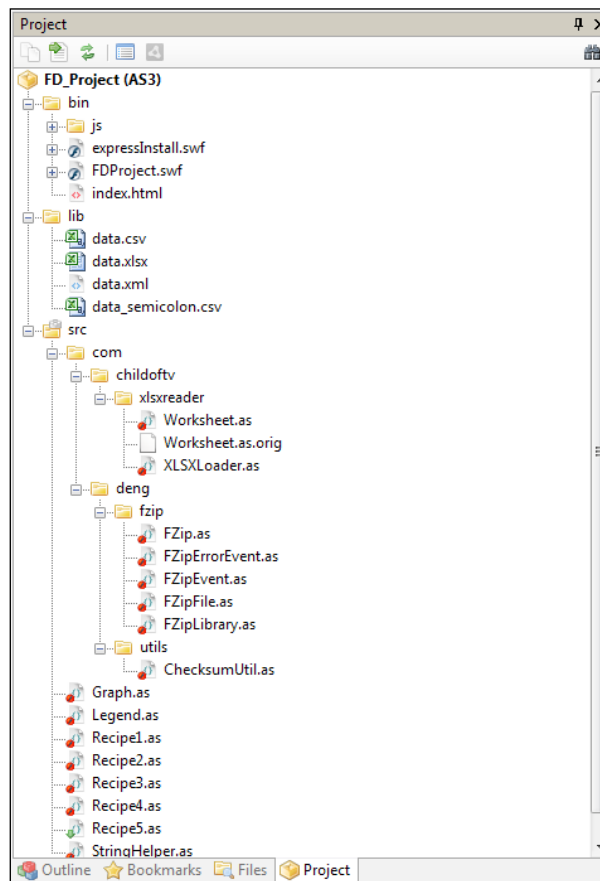 Project
FD_Project (AS3)
bin
js
expressInstall.swf
FDProject.swf
index.html
lib
data.csv
data.xlsx
data.xml
data_semicolon.csv
src
com
childoftv
xlsxreader
Worksheet.as
Worksheet.as.orig
XLSXLoader.as
deng
fzip
FZip.as
FZipErrorEvent.as
FZipEvent.as
FZipFile.as
FZipLibrary.as
utils
ChecksumUtil.as
Graph.as
Legend.as
Recipe1.as
Recipe2.as
Recipe3.as
Recipe4.as
Recipe5.as
StringHelper.as
Outline Bookmarks Files Project